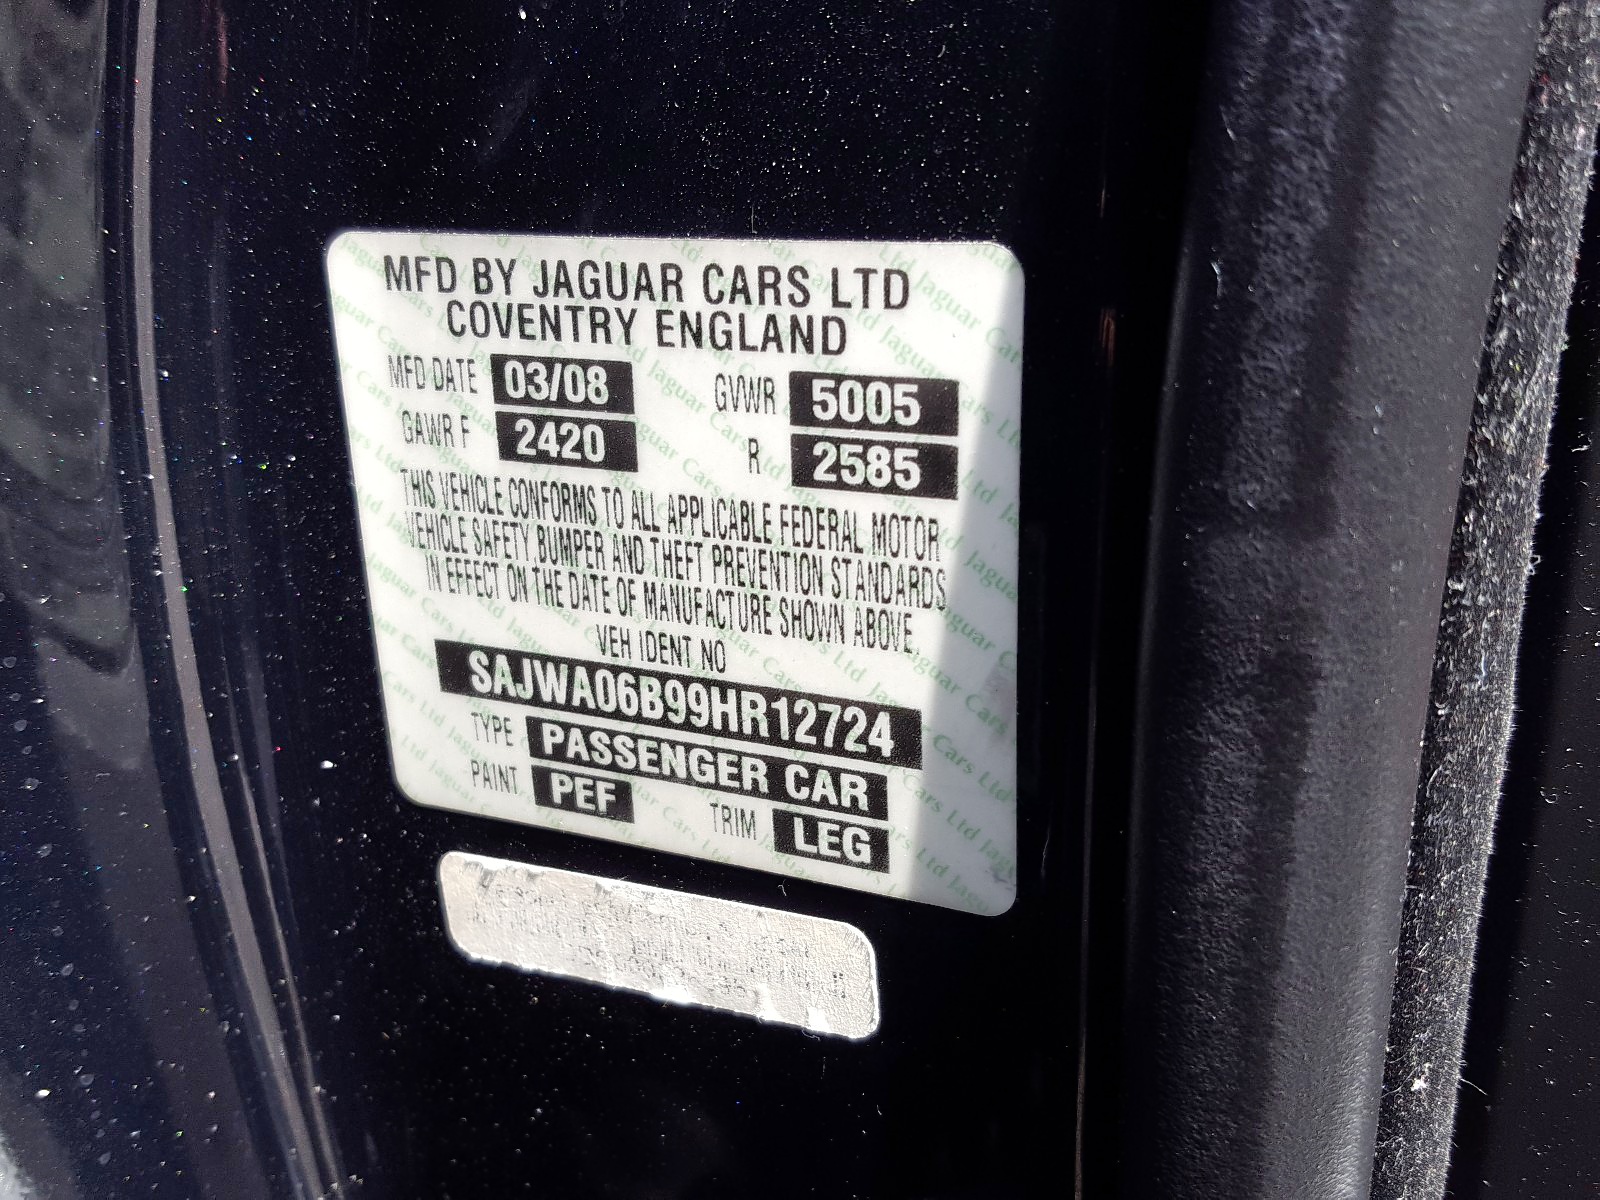 MFD BY JAGUAR CARS LTD
COVENTRY ENGLAND
MFD DATE 03/08 GVWR 5005
GAWR F 2420 R 2585
THIS VEHICLE CONFORMS TO ALL APPLICABLE FEDERAL MOTOR
VEHICLE SAFETY BUMPER AND THEFT PREVENTION STANDARDS
IN EFFECT ON THE DATE OF MANUFACTURE SHOWN ABOVE.
VEH IDENT NO
SAJWA06B99HR12724
TYPE PASSENGER CAR
PAINT PEF TRIM LEG